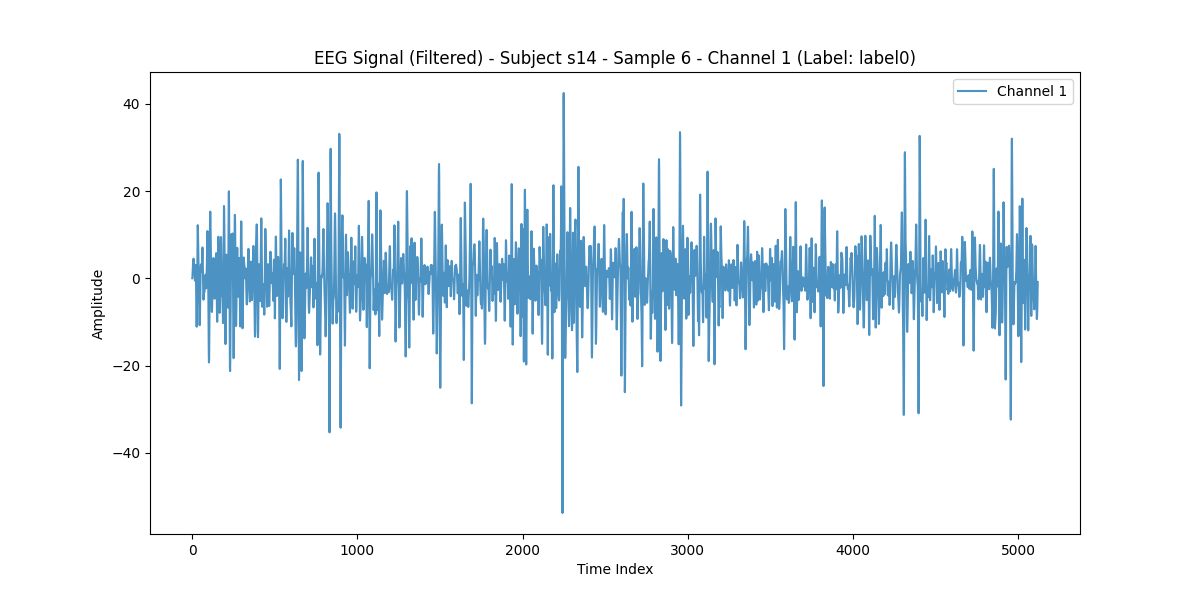 EEG Signal (Filtered) - Subject s14 - Sample 6 - Channel 1 (Label: label0)
Channel 1
40
20
0
−20
−40
Amplitude
0 1000 2000 3000 4000 5000
Time Index